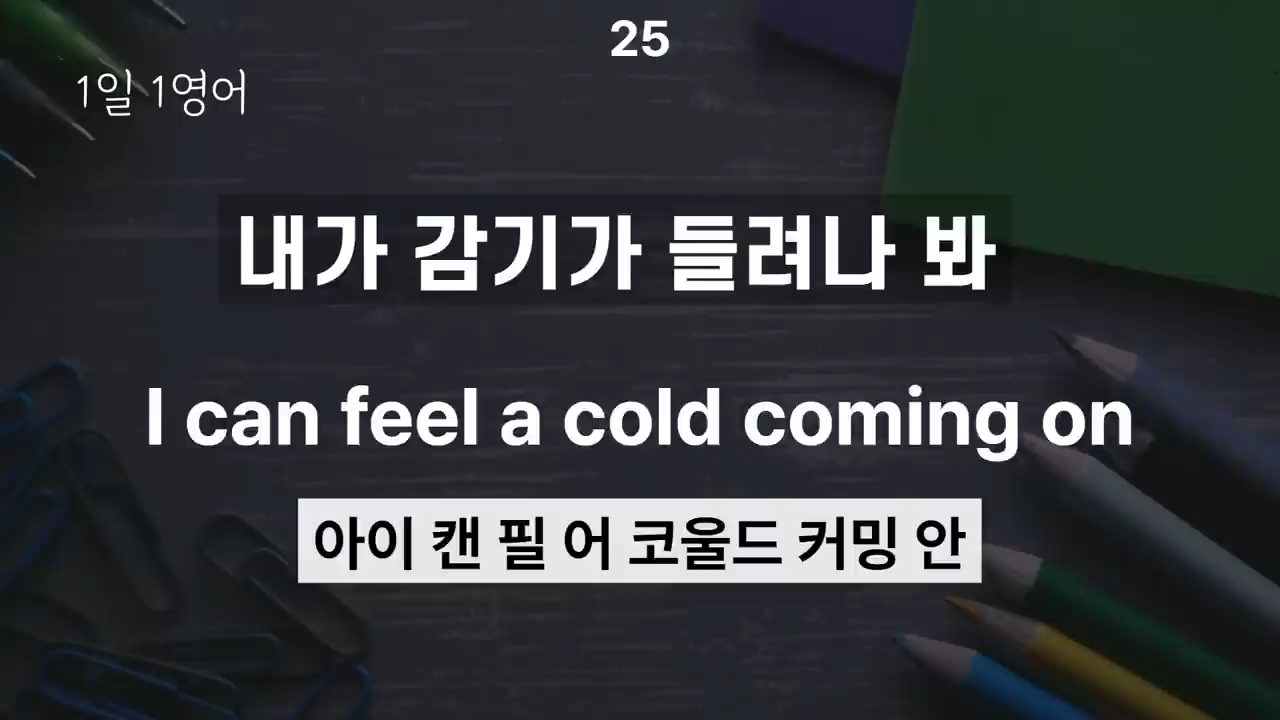 25
1일 1영어
내가 감기가 들려나 봐
I can feel a cold coming on
아이 캔 필 어 코울드 커밍 안